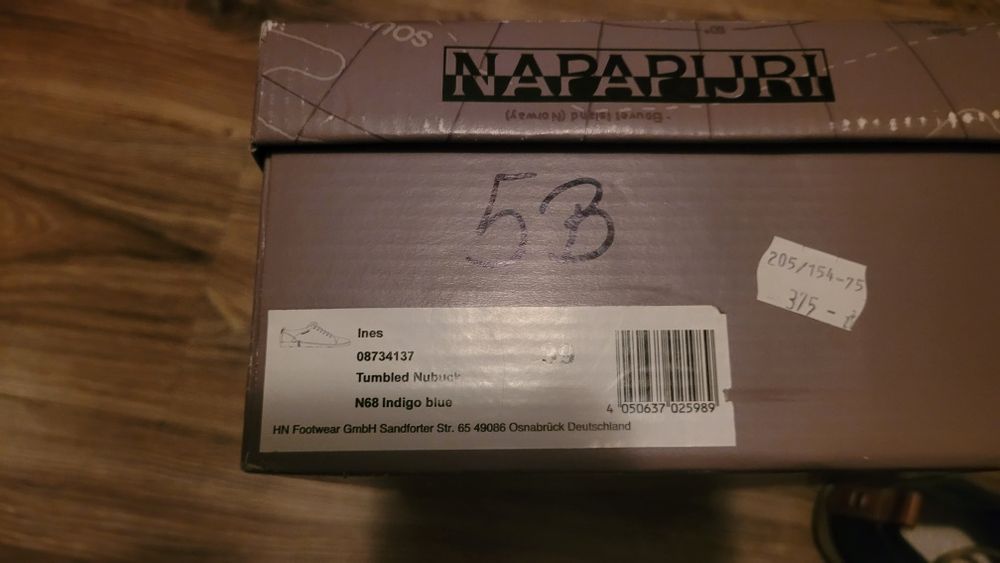 NAPAPIJRI
Bouvet Island (Norway)
5B
205/154-75
375-
Ines
08734137
Tumbled Nubuck
N68 Indigo blue
4 050637 025989
HN Footwear GmbH Sandforter Str. 65 49086 Osnabrück Deutschland